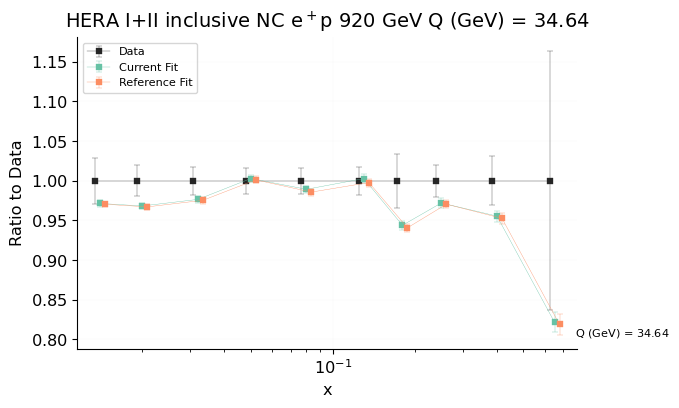 HERA I+II inclusive NC e⁺p 920 GeV Q (GeV) = 34.64
Data
Current Fit
Reference Fit
Ratio to Data
1.15
1.10
1.05
1.00
0.95
0.90
0.85
0.80
Q (GeV) = 34.64
10⁻¹
x